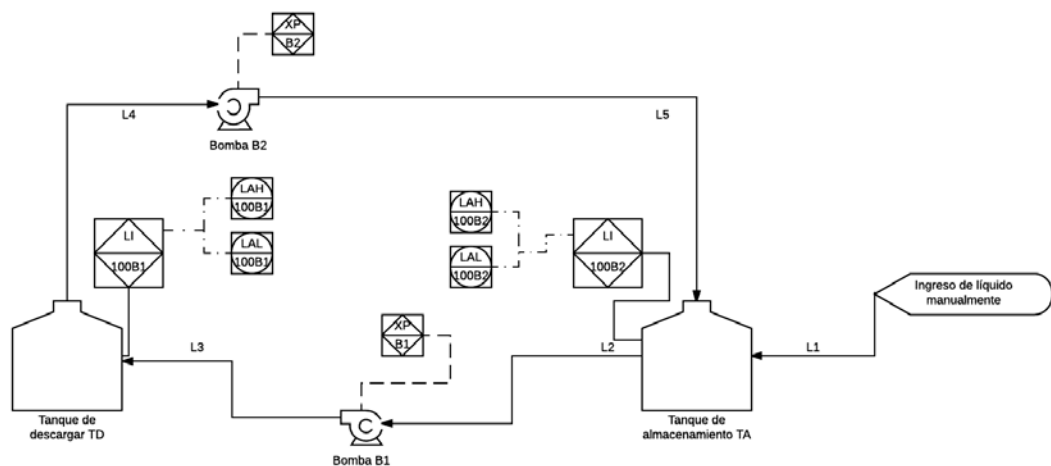 XP
B2
L4
L5
Bomba B2
LAH
100B1
LAH
100B2
LI
100B1
LAL
100B1
LAL
100B2
LI
100B2
Ingreso de líquido
manualmente
XP
B1
L3
L2
L1
Tanque de
descargar TD
Bomba B1
Tanque de
almacenamiento TA